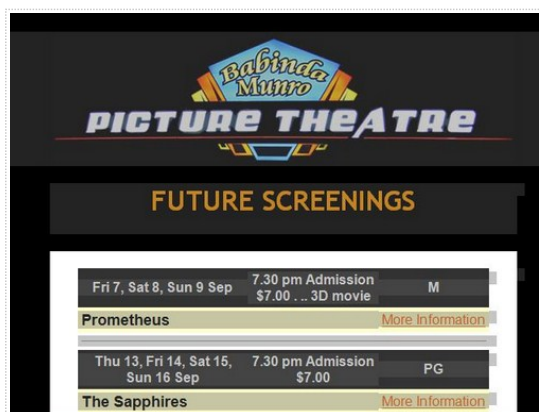 Babinda
Munro
PICTURE THEATRE
FUTURE SCREENINGS
Fri 7, Sat 8, Sun 9 Sep
7.30 pm Admission
$7.00 . .. 3D movie
M
Prometheus
More Information
Thu 13, Fri 14, Sat 15,
Sun 16 Sep
7.30 pm Admission
$7.00
PG
The Sapphires
More Information